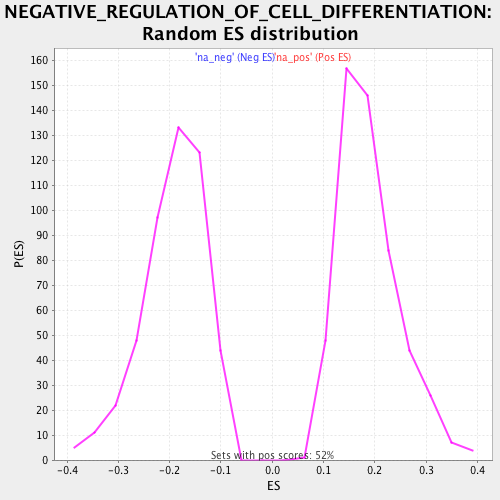 NEGATIVE_REGULATION_OF_CELL_DIFFERENTIATION:
Random ES distribution
'na_neg' (Neg ES)'na_pos' (Pos ES)
160
150
140
130
120
110
100
90
80
70
60
50
40
30
20
10
0
P(ES)
Sets with pos scores: 52%
-0.4 -0.3 -0.2 -0.1 0.0 0.1 0.2 0.3 0.4
ES